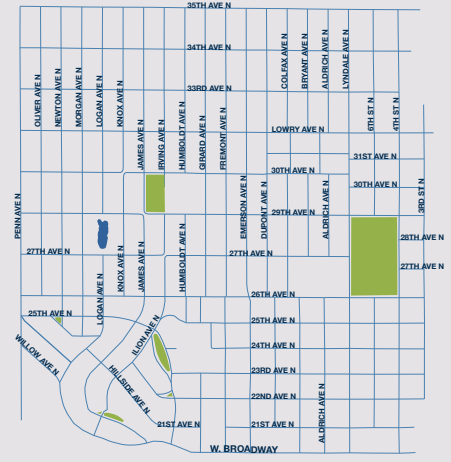 35TH AVE N
34TH AVE N
33RD AVE N
OLIVER AVE N
NEWTON AVE N
MORGAN AVE N
LOGAN AVE N
KNOX AVE N
JAMES AVE N
IRVING AVE N
HUMBOLDT AVE N
GIRARD AVE N
FREMONT AVE N
COLFAX AVE N
BRYANT AVE N
ALDRICH AVE N
LYNDALE AVE N
6TH ST N
4TH ST N
LOWRY AVE N
31ST AVE N
30TH AVE N
30TH AVE N
PENN AVE N
EMERSON AVE N
DUPONT AVE N
29TH AVE N
ALDRICH AVE N
3RD ST N
28TH AVE N
27TH AVE N
27TH AVE N
27TH AVE N
LOGAN AVE N
KNOX AVE N
JAMES AVE N
HUMBOLDT AVE N
26TH AVE N
25TH AVE N
25TH AVE N
WILLOW AVE N
ILION AVE N
24TH AVE N
23RD AVE N
HILLSIDE AVE N
22ND AVE N
ALDRICH AVE N
21ST AVE N
21ST AVE N
W. BROADWAY